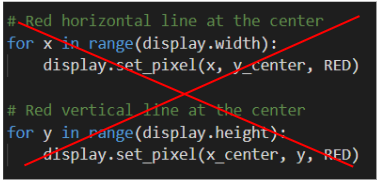 # Red horizontal line at the center
for x in range(display.width):
    display.set_pixel(x, y_center, RED)

# Red vertical line at the center
for y in range(display.height):
    display.set_pixel(x_center, y, RED)